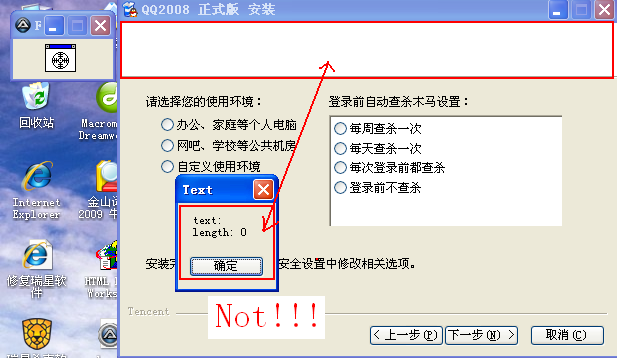 F
QQ2008 正式版 安装
回收站
Macrom
Dreamwe
Internet
Explorer
金山词
2009 牛
修复瑞星软
件
HTML
Works
请选择您的使用环境：
办公、家庭等个人电脑
网吧、学校等公共机房
自定义使用环境
登录前自动查杀木马设置：
每周查杀一次
每天查杀一次
每次登录前都查杀
登录前不查杀
Text
text:
length: 0
确定
安装完
安全设置中修改相关选项。
Not!!!
Tencent
< 上一步(P)
下一步(N) >
取消(C)